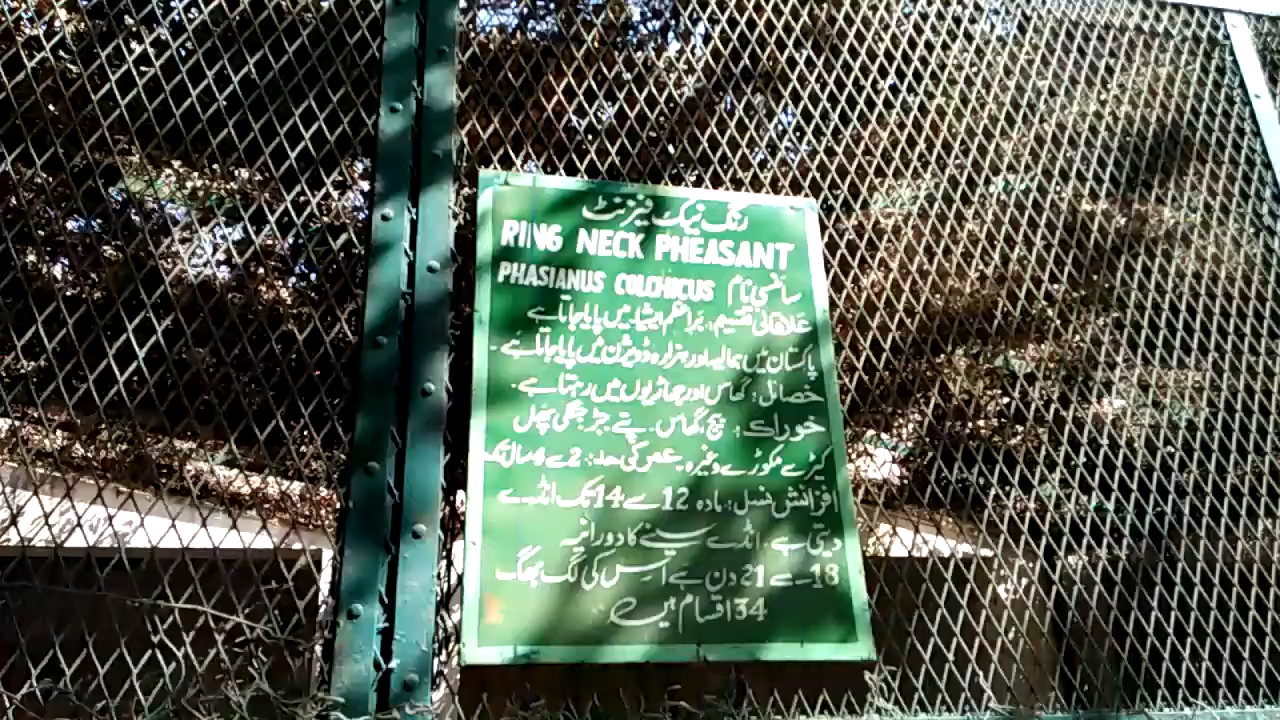 رنگ نیک فیزنٹ
RING NECK PHEASANT
PHASIANUS COLCHICUS سائنسی نام
علاقائی تقسیم: براعظم ایشیا میں پایا جاتا ہے
پاکستان میں ہمالیہ اور ہزارہ ڈویژن میں پایا جاتا ہے۔
خصائل: گھاس اور جھاڑیوں میں رہتا ہے۔
خوراک: بیج، گھاس، پتے جڑ جنگلی پھل
کیڑے مکوڑے وغیرہ۔ عمر کی حد: 2 سے 4 سال تک
افزائش نسل: مادہ 12 سے 14 تک انڈے
دیتی ہے۔ انڈے سینے کا دورانیہ
18 سے 21 دن ہے اس کی لگ بھگ
34 اقسام ہیں